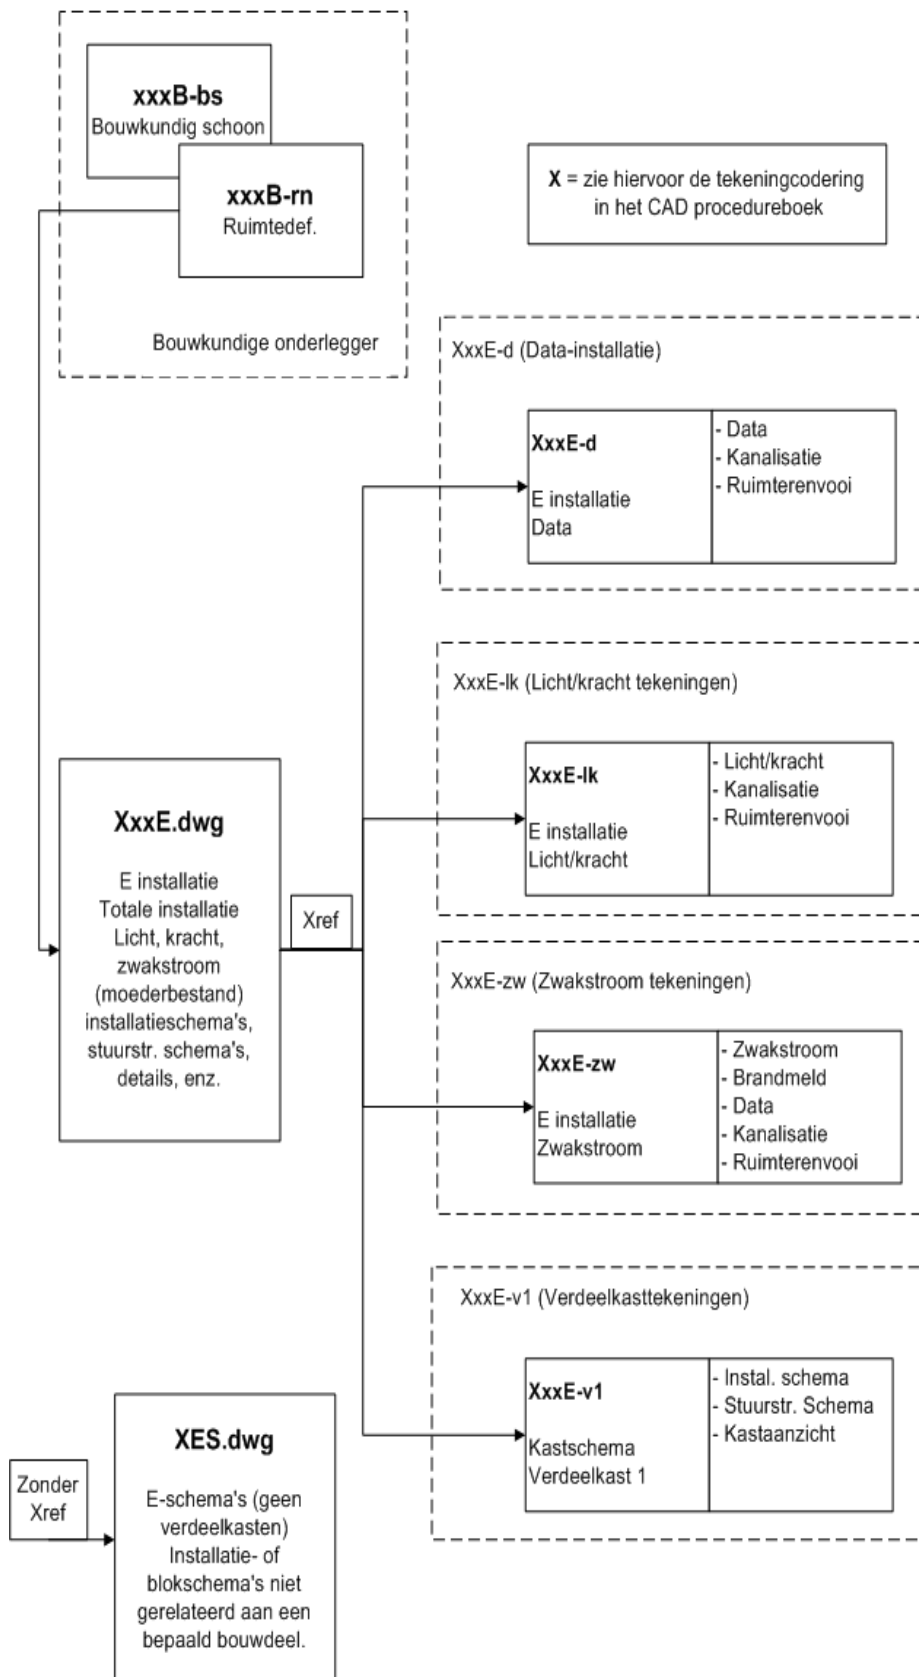 xxxB-bs
Bouwkundig schoon
xxxB-rn
Ruimtedef.
Bouwkundige onderlegger
X = zie hiervoor de tekeningcodering
in het CAD procedureboek
XxxE-d (Data-installatie)
XxxE-d
E installatie
Data
- Data
- Kanalisatie
- Ruimterenvooi
XxxE-lk (Licht/kracht tekeningen)
XxxE-lk
E installatie
Licht/kracht
- Licht/kracht
- Kanalisatie
- Ruimterenvooi
XxxE.dwg
E installatie
Totale installatie
Licht, kracht,
zwakstroom
(moederbestand)
installatieschema's,
stuurstr. schema's,
details, enz.
Xref
XxxE-zw (Zwakstroom tekeningen)
XxxE-zw
E installatie
Zwakstroom
- Zwakstroom
- Brandmeld
- Data
- Kanalisatie
- Ruimterenvooi
XxxE-v1 (Verdeelkasttekeningen)
XxxE-v1
Kastschema
Verdeelkast 1
- Instal. schema
- Stuurstr. Schema
- Kastaanzicht
Zonder
Xref
XES.dwg
E-schema's (geen
verdeelkasten)
Installatie- of
blokschema's niet
gerelateerd aan een
bepaald bouwdeel.